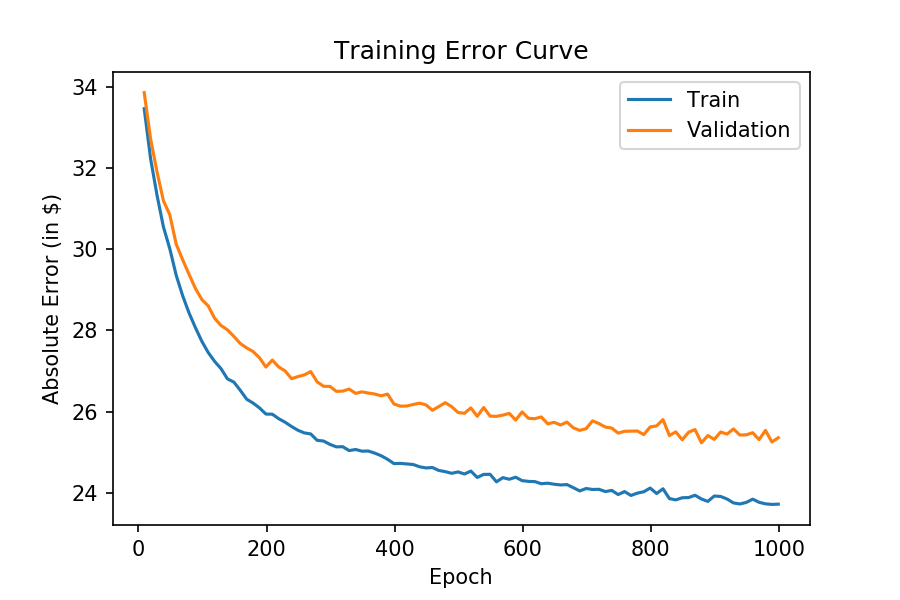 Training Error Curve
Train
Validation
34
32
30
28
26
24
Absolute Error (in $)
0 200 400 600 800 1000
Epoch